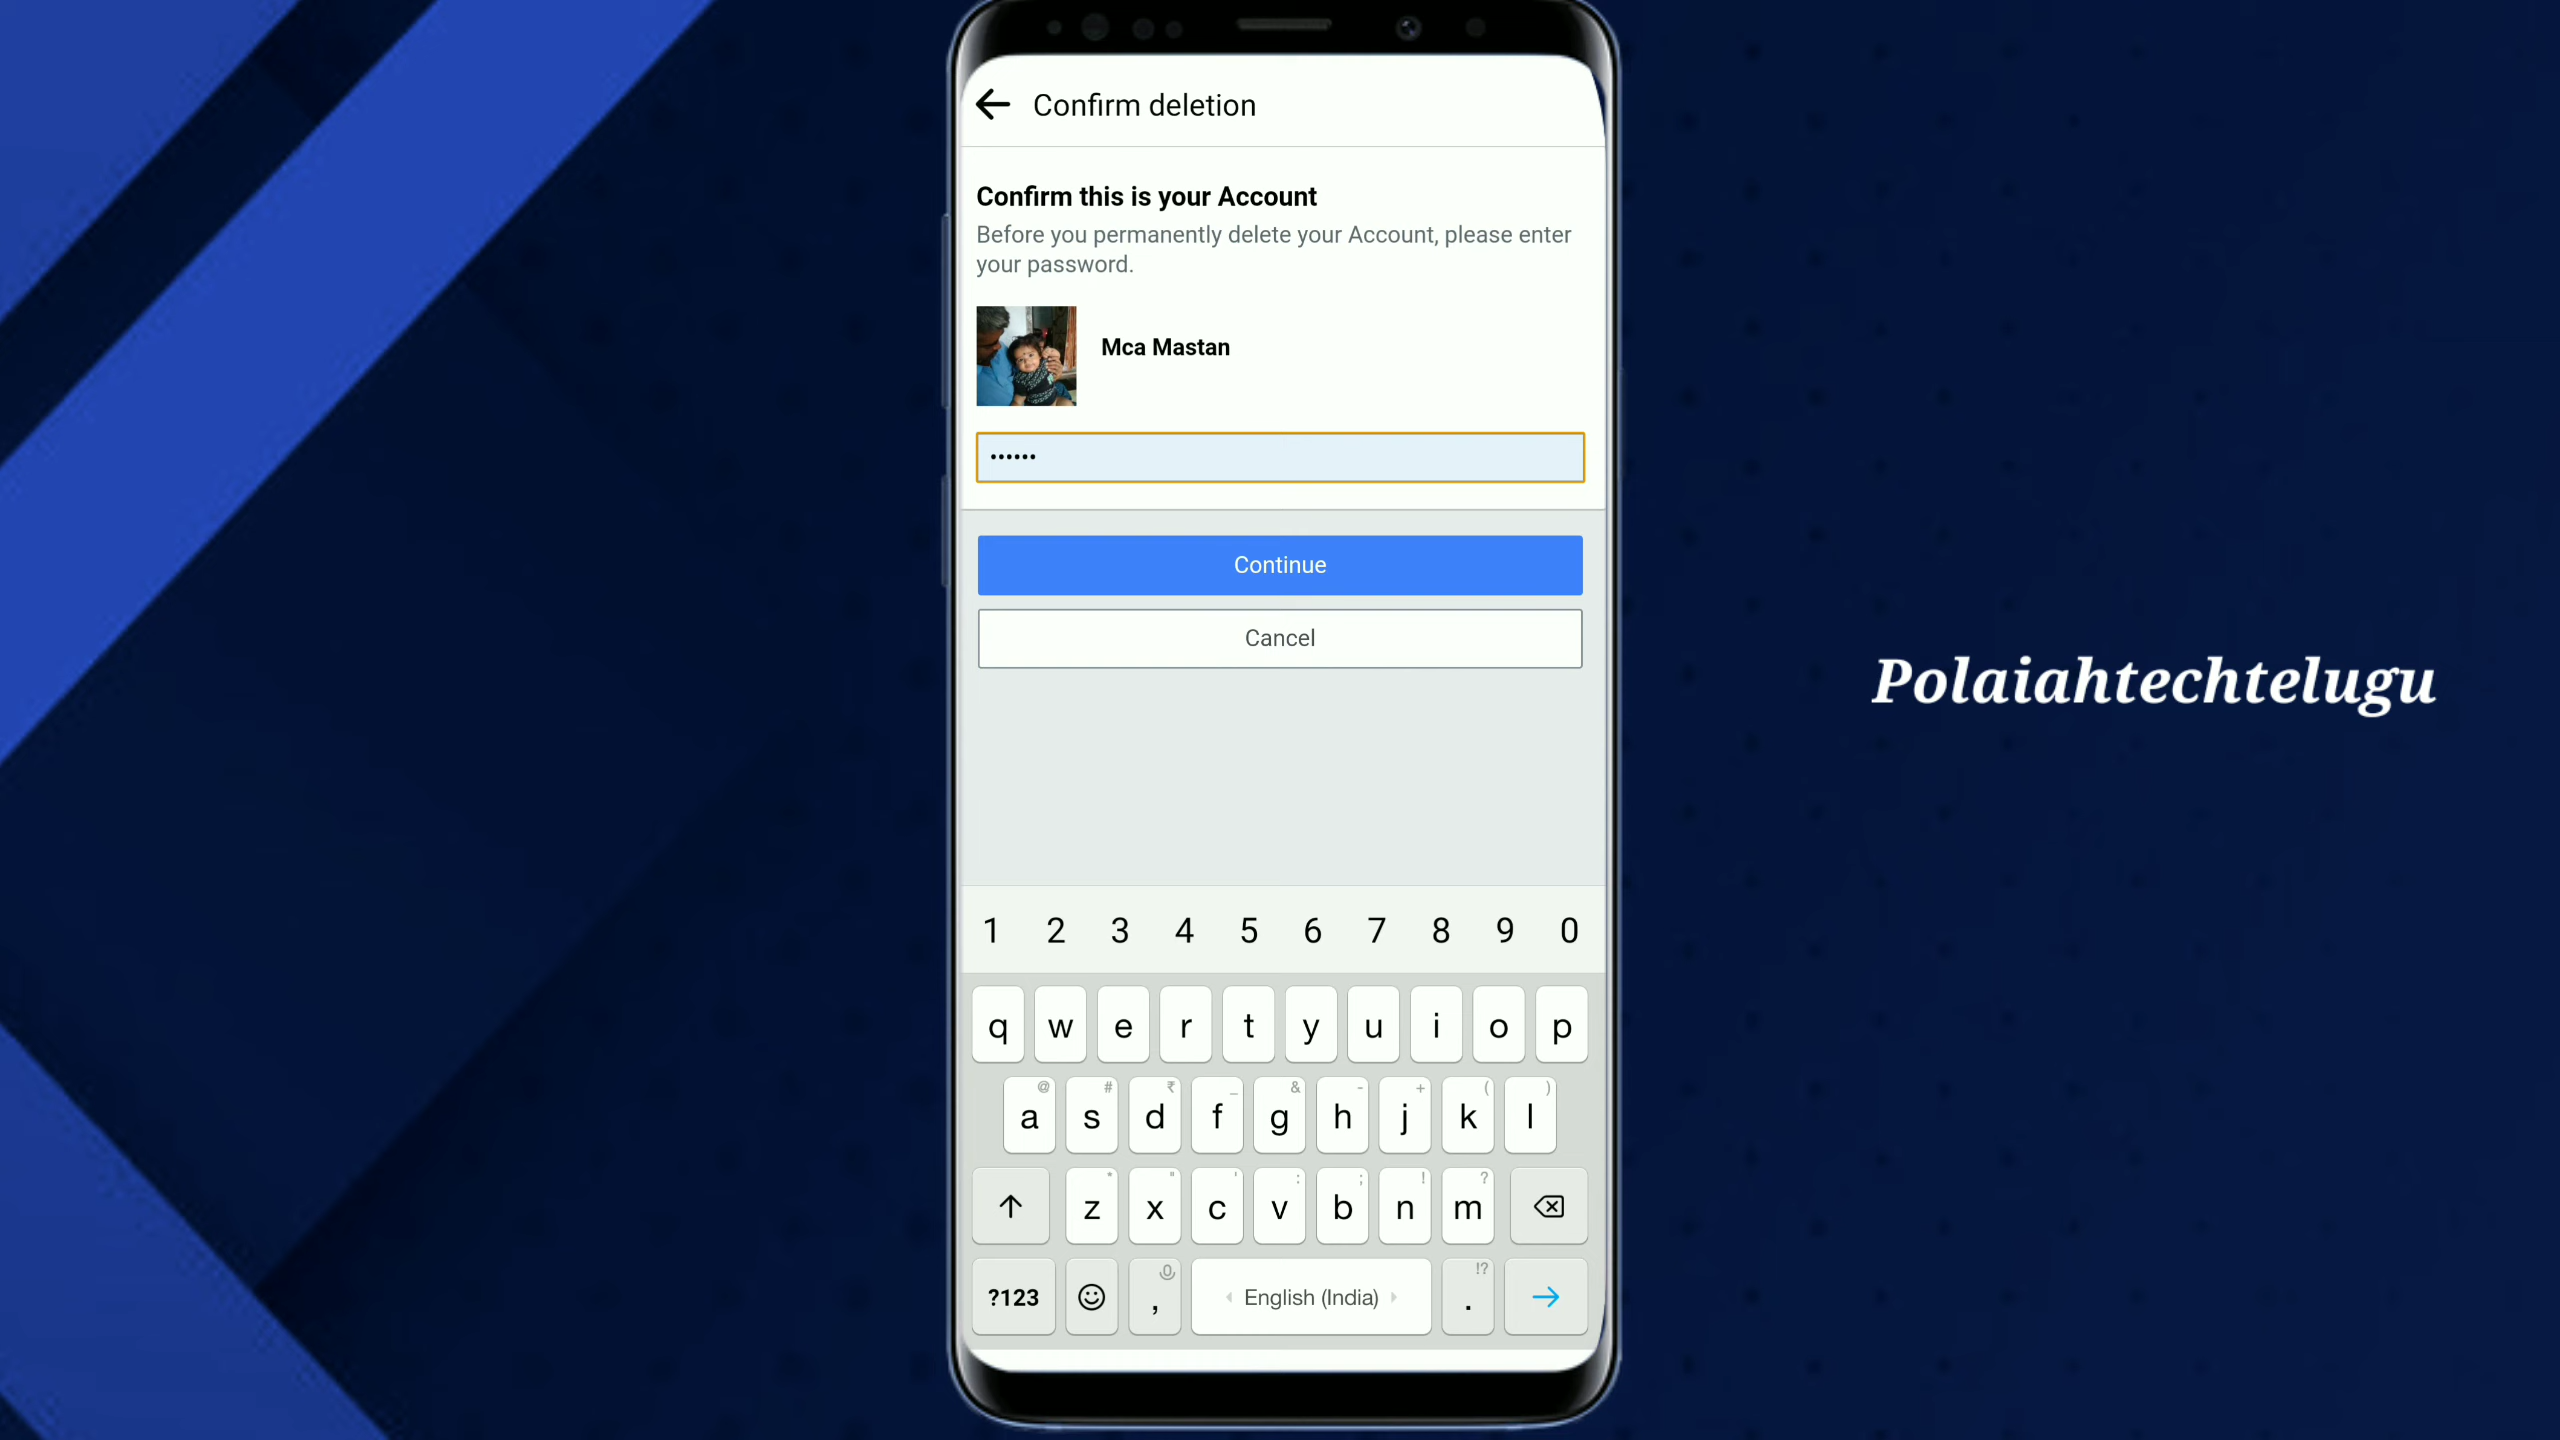 Confirm deletion
Confirm this is your Account
Before you permanently delete your Account, please enter
your password.
Mca Mastan
••••••
Continue
Cancel
Polaiahtechtelugu
1 2 3 4 5 6 7 8 9 0
q w e r t y u i o p
@ # ₹ _ & - + ( )
a s d f g h j k l
* " ' : ; ! ?
z x c v b n m
!?
?123 , English (India) .